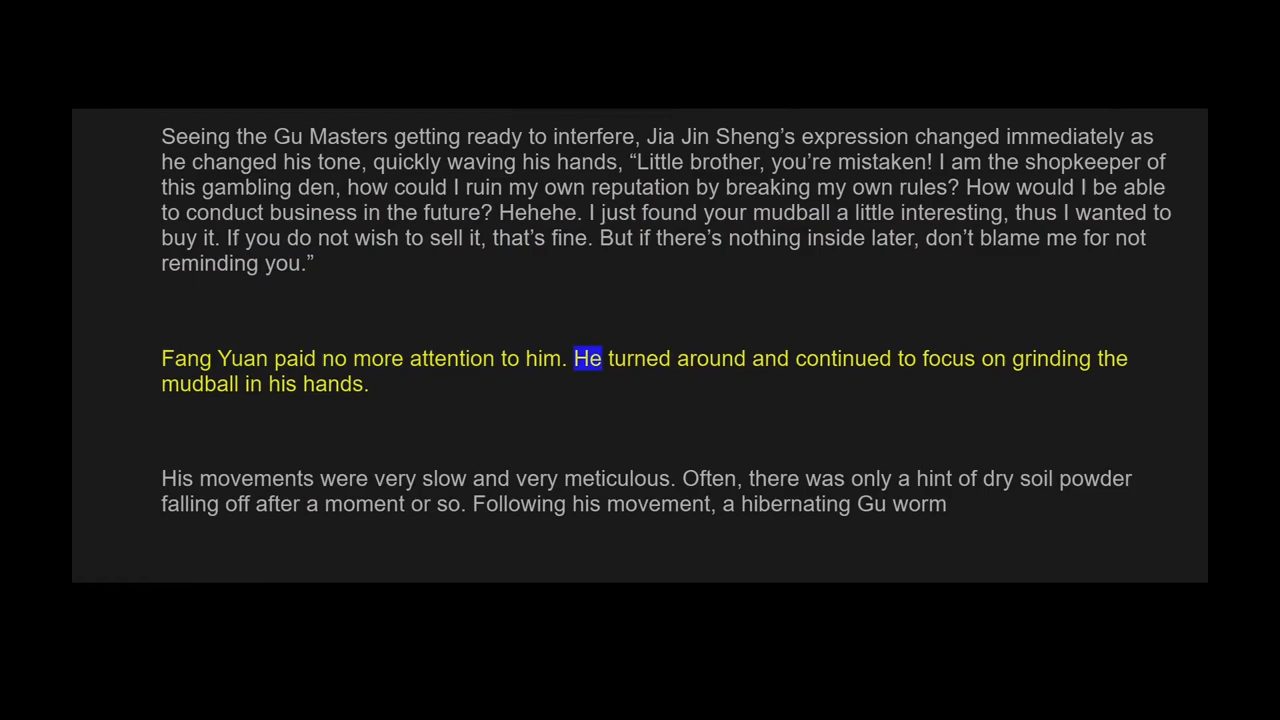 Seeing the Gu Masters getting ready to interfere, Jia Jin Sheng’s expression changed immediately as
he changed his tone, quickly waving his hands, “Little brother, you’re mistaken! I am the shopkeeper of
this gambling den, how could I ruin my own reputation by breaking my own rules? How would I be able
to conduct business in the future? Hehehe. I just found your mudball a little interesting, thus I wanted to
buy it. If you do not wish to sell it, that’s fine. But if there’s nothing inside later, don’t blame me for not
reminding you.”
Fang Yuan paid no more attention to him. He turned around and continued to focus on grinding the
mudball in his hands.
His movements were very slow and very meticulous. Often, there was only a hint of dry soil powder
falling off after a moment or so. Following his movement, a hibernating Gu worm